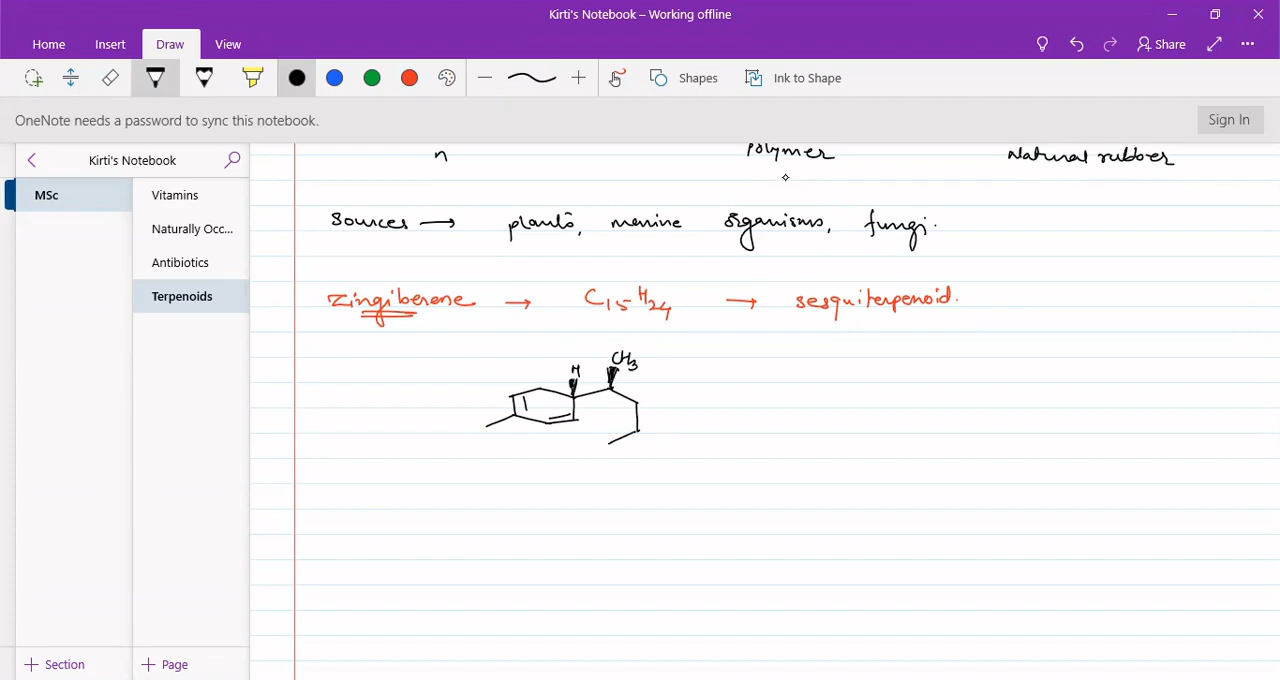 Kirti's Notebook – Working offline
Home Insert Draw View
Share
Shapes Ink to Shape
OneNote needs a password to sync this notebook.
Sign In
Kirti's Notebook
MSc
Vitamins
Naturally Occ...
Antibiotics
Terpenoids
Section
Page
n Polymer Natural rubber
Sources → plants, marine organisms, fungi.
Zingiberene → C15H24 → sesquiterpenoid.
H CH3